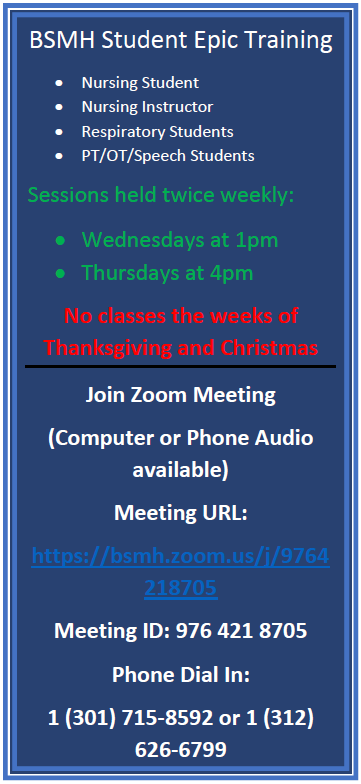 BSMH Student Epic Training
• Nursing Student
• Nursing Instructor
• Respiratory Students
• PT/OT/Speech Students
Sessions held twice weekly:
• Wednesdays at 1pm
• Thursdays at 4pm
No classes the weeks of
Thanksgiving and Christmas
Join Zoom Meeting
(Computer or Phone Audio
available)
Meeting URL:
https://bsmh.zoom.us/j/9764
218705
Meeting ID: 976 421 8705
Phone Dial In:
1 (301) 715-8592 or 1 (312)
626-6799